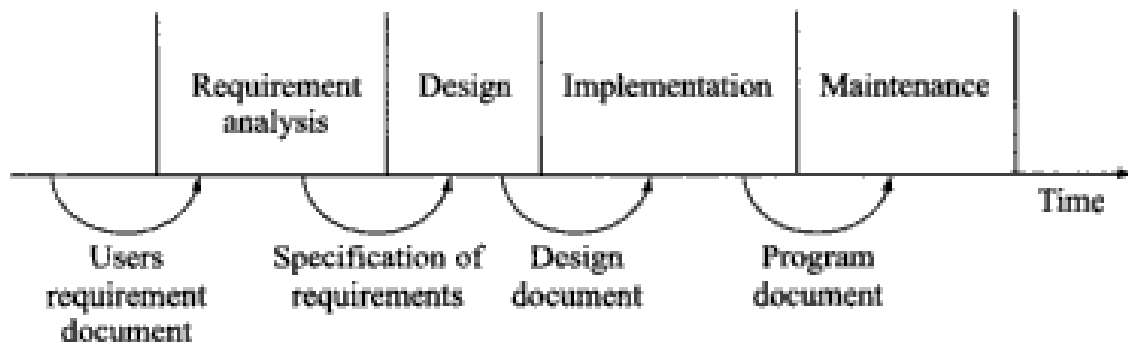 Requirement
analysis
Design
Implementation
Maintenance
Time
Users
requirement
document
Specification of
requirements
Design
document
Program
document